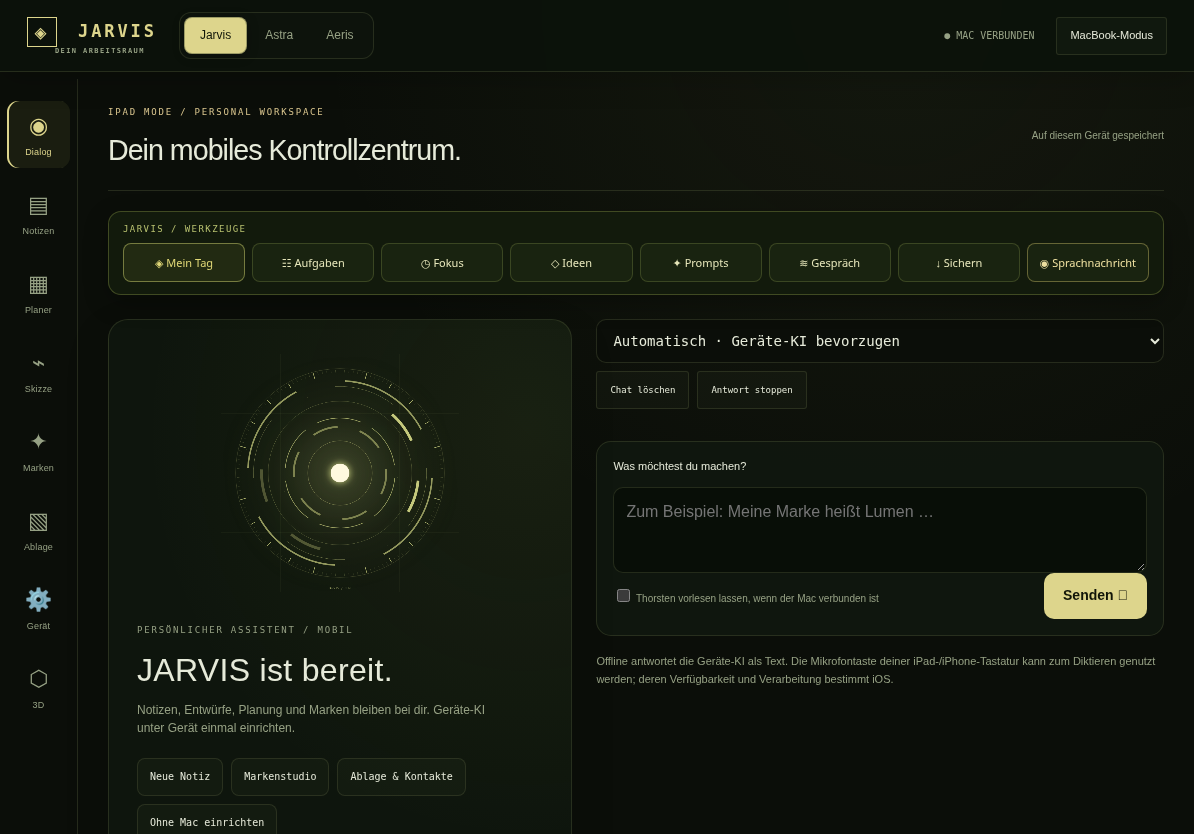 ◈ JARVIS
DEIN ARBEITSRAUM
Jarvis Astra Aeris
● MAC VERBUNDEN
MacBook-Modus
Dialog
Notizen
Planer
Skizze
Marken
Ablage
Gerät
3D
IPAD MODE / PERSONAL WORKSPACE
Dein mobiles Kontrollzentrum.
Auf diesem Gerät gespeichert
JARVIS / WERKZEUGE
◈ Mein Tag ☷ Aufgaben ◷ Fokus ◇ Ideen ✦ Prompts ≋ Gespräch ↓ Sichern ◉ Sprachnachricht
PERSÖNLICHER ASSISTENT / MOBIL
JARVIS ist bereit.
Notizen, Entwürfe, Planung und Marken bleiben bei dir. Geräte-KI
unter Gerät einmal einrichten.
Neue Notiz Markenstudio Ablage & Kontakte
Ohne Mac einrichten
Automatisch · Geräte-KI bevorzugen
Chat löschen Antwort stoppen
Was möchtest du machen?
Zum Beispiel: Meine Marke heißt Lumen …
Thorsten vorlesen lassen, wenn der Mac verbunden ist
Senden
Offline antwortet die Geräte-KI als Text. Die Mikrofontaste deiner iPad-/iPhone-Tastatur kann zum Diktieren genutzt
werden; deren Verfügbarkeit und Verarbeitung bestimmt iOS.